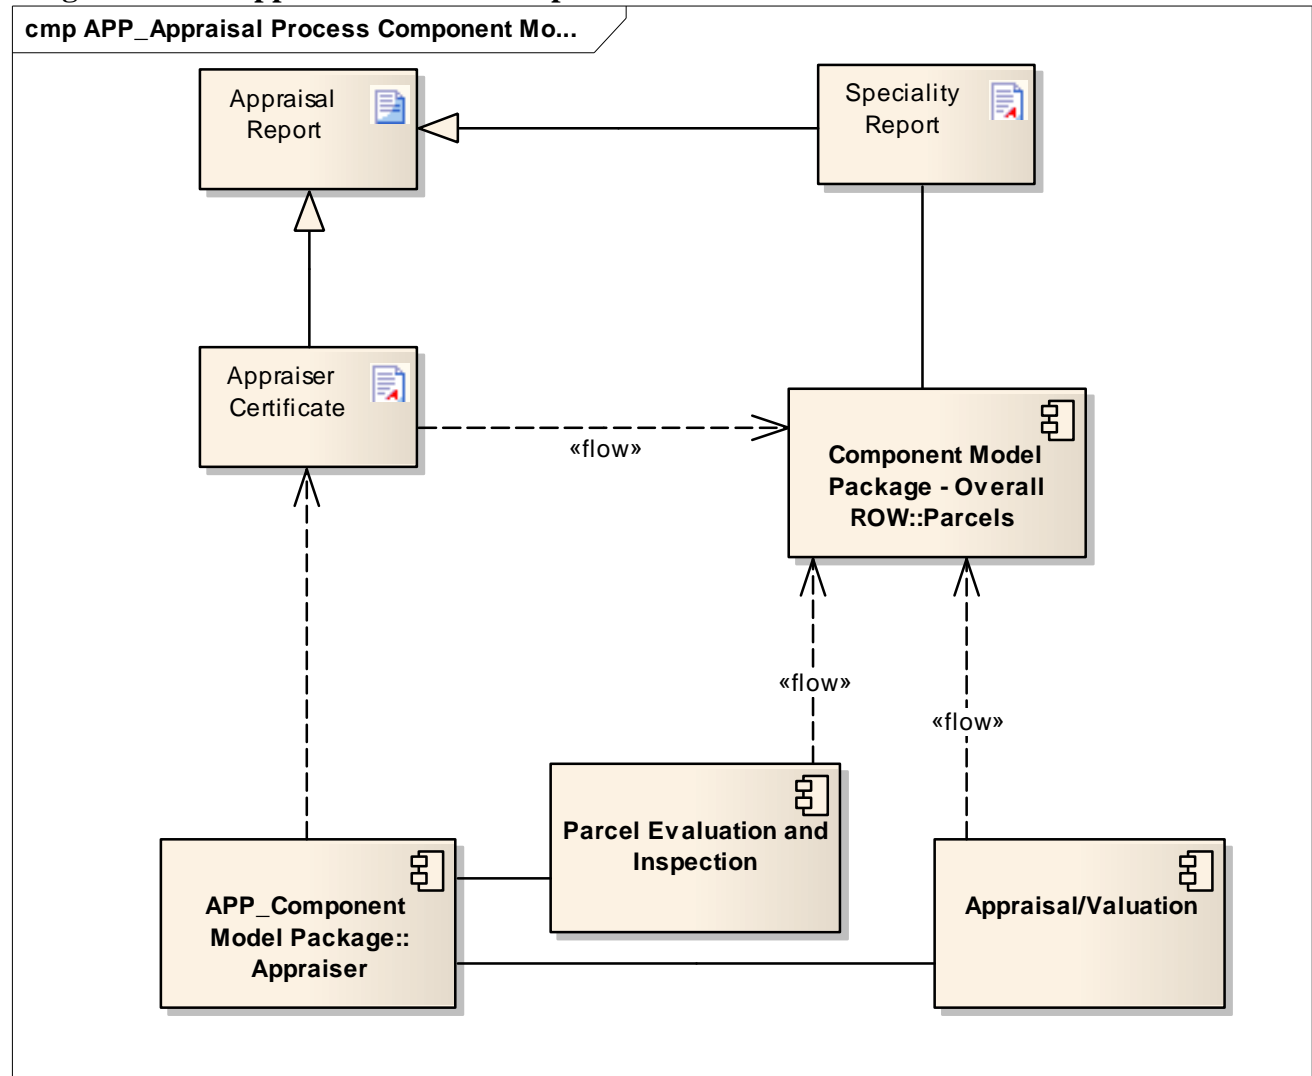 cmp APP_Appraisal Process Component Mo...
Appraisal
Report
Speciality
Report
Appraiser
Certificate
«flow»
Component Model
Package - Overall
ROW::Parcels
«flow»
«flow»
Parcel Evaluation and
Inspection
APP_Component
Model Package::
Appraiser
Appraisal/Valuation